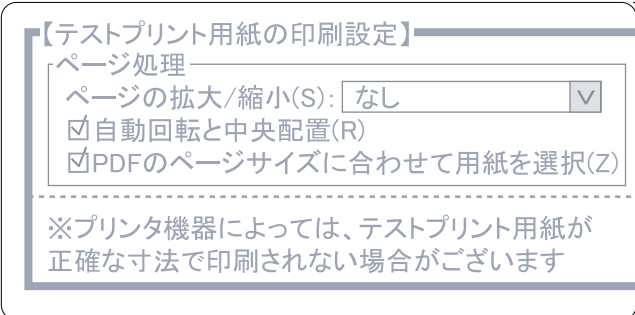 【テストプリント用紙の印刷設定】
ページ処理
ページの拡大/縮小(S): なし
自動回転と中央配置(R)
PDFのページサイズに合わせて用紙を選択(Z)
※プリンタ機器によっては、テストプリント用紙が
正確な寸法で印刷されない場合がございます